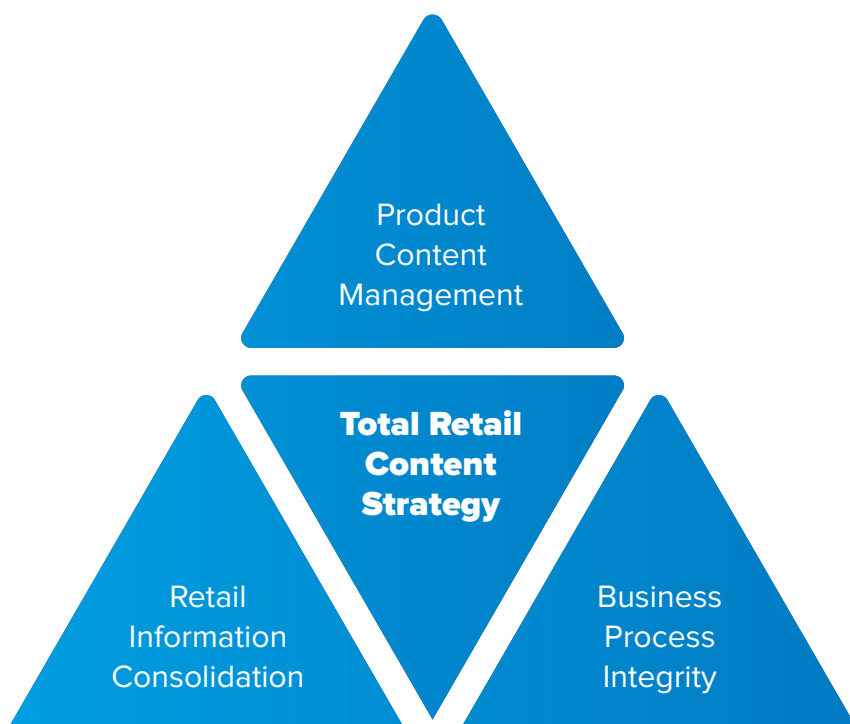 Product
Content
Management
Total Retail
Content
Strategy
Retail
Information
Consolidation
Business
Process
Integrity